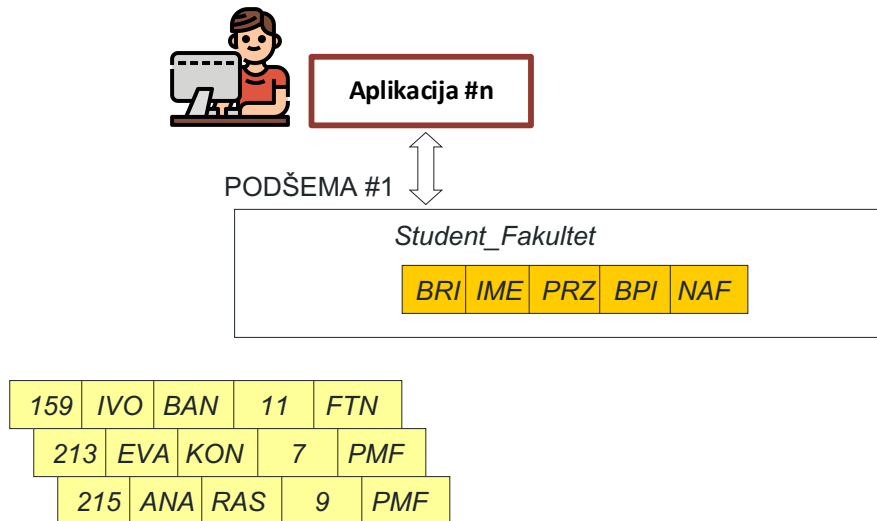 Aplikacija #n
PODŠEMA #1
Student_Fakultet
BRI IME PRZ BPI NAF
159 IVO BAN 11 FTN
213 EVA KON 7 PMF
215 ANA RAS 9 PMF